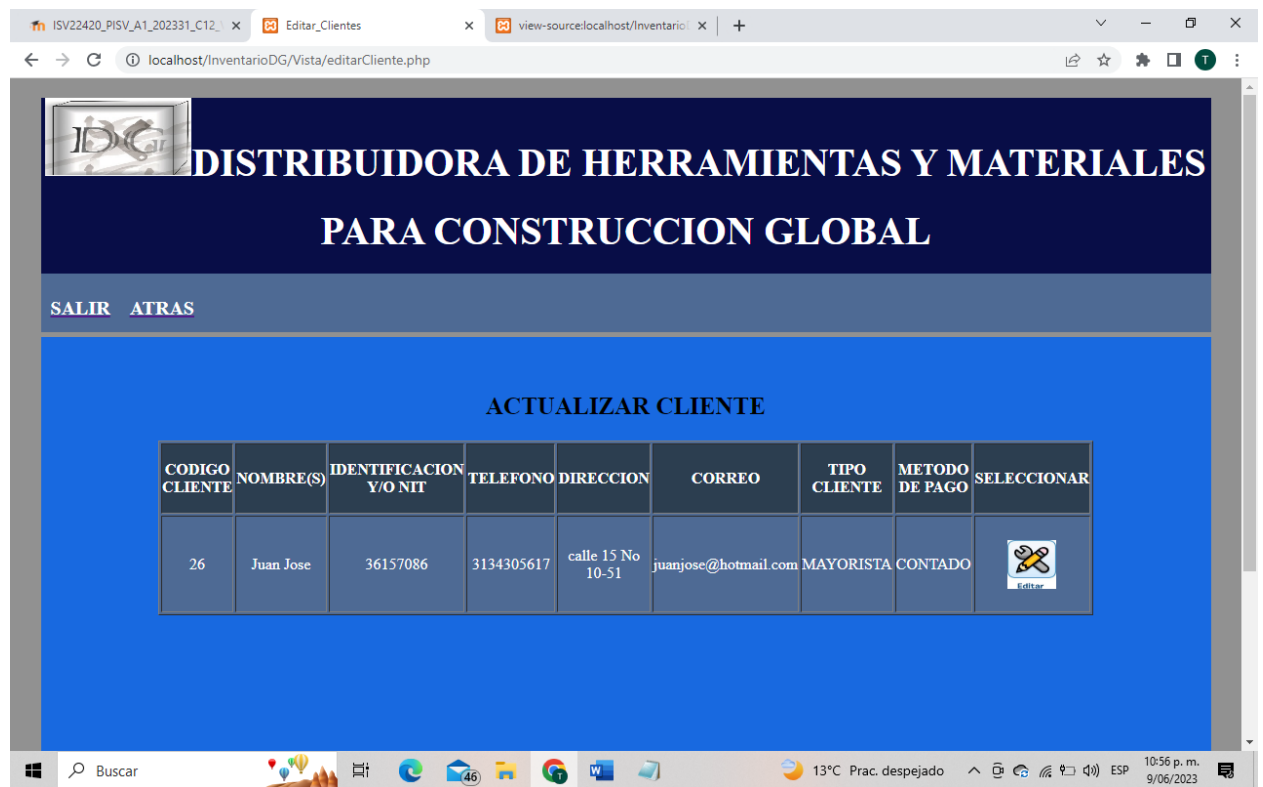 ISV22420_PISV_A1_202331_C12_
Editar_Clientes
view-source:localhost/Inventario
localhost/InventarioDG/Vista/editarCliente.php
T
IDG
DISTRIBUIDORA DE HERRAMIENTAS Y MATERIALES
PARA CONSTRUCCION GLOBAL
SALIR ATRAS
ACTUALIZAR CLIENTE
CODIGO CLIENTE NOMBRE(S) IDENTIFICACION Y/O NIT TELEFONO DIRECCION CORREO TIPO CLIENTE METODO DE PAGO SELECCIONAR
26 Juan Jose 36157086 3134305617 calle 15 No 10-51 juanjose@hotmail.com MAYORISTA CONTADO Editar
Buscar
46
13°C Prac. despejado
ESP
10:56 p. m.
9/06/2023